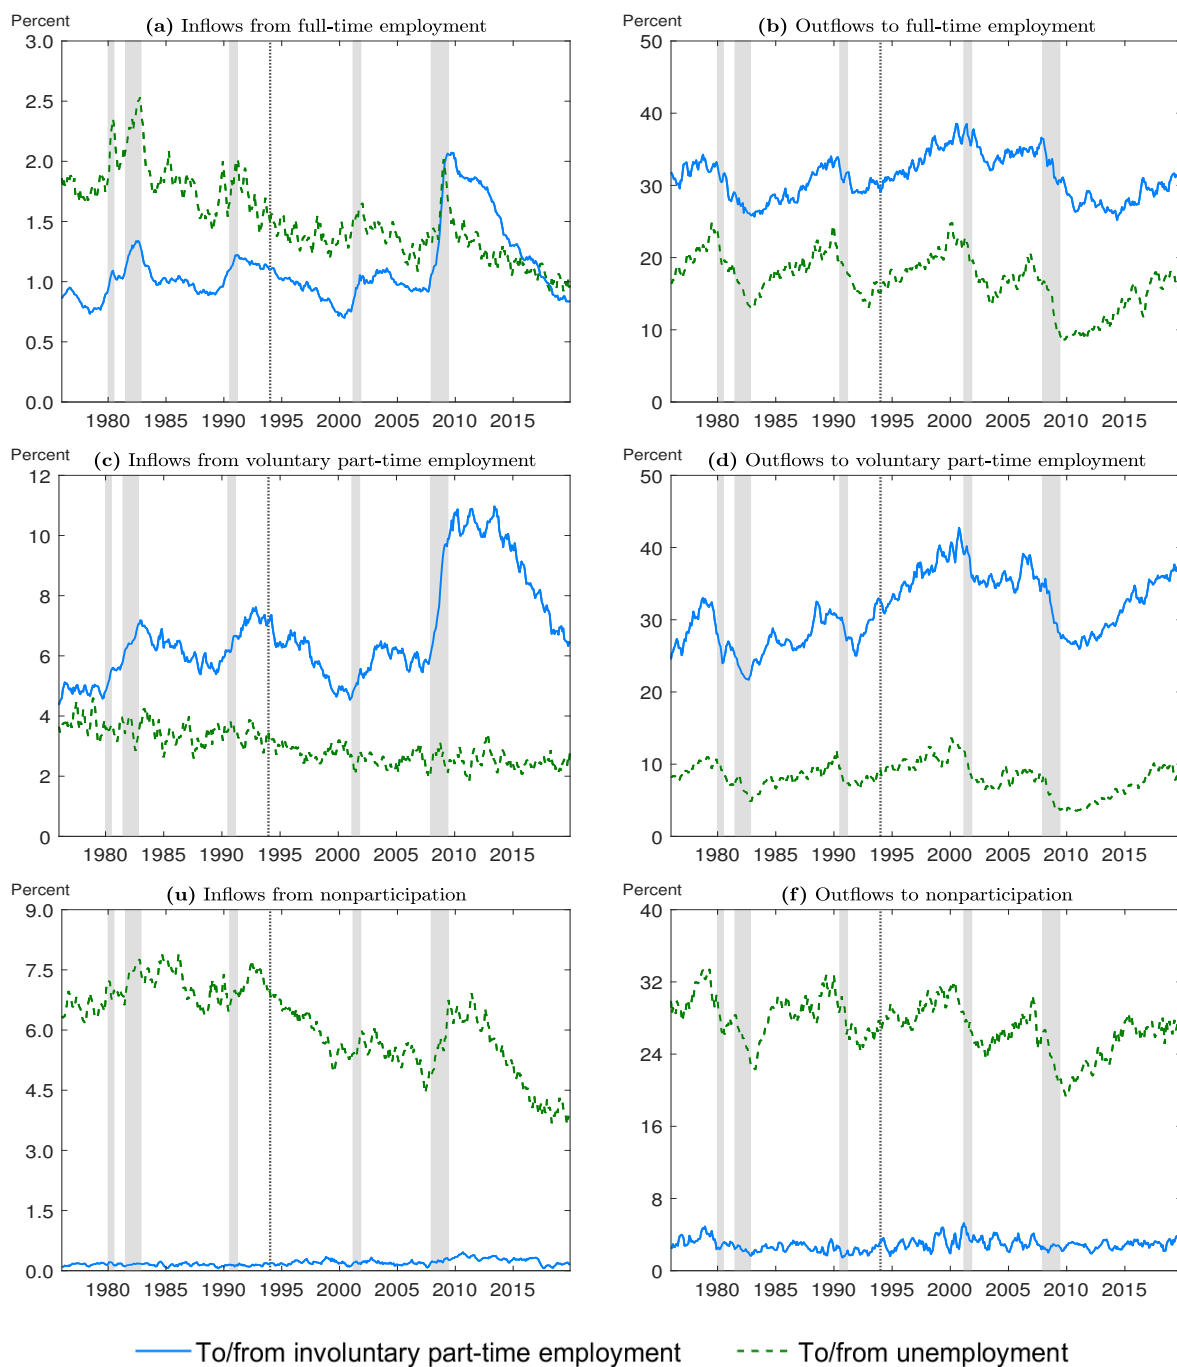 Percent
(a) Inflows from full-time employment
3.0
2.5
2.0
1.5
1.0
0.5
0.0
1980 1985 1990 1995 2000 2005 2010 2015
Percent
(b) Outflows to full-time employment
50
40
30
20
10
0
1980 1985 1990 1995 2000 2005 2010 2015
Percent
(c) Inflows from voluntary part-time employment
12
10
8
6
4
2
0
1980 1985 1990 1995 2000 2005 2010 2015
Percent
(d) Outflows to voluntary part-time employment
50
40
30
20
10
0
1980 1985 1990 1995 2000 2005 2010 2015
Percent
(u) Inflows from nonparticipation
9.0
7.5
6.0
4.5
3.0
1.5
0.0
1980 1985 1990 1995 2000 2005 2010 2015
Percent
(f) Outflows to nonparticipation
40
32
24
16
8
0
1980 1985 1990 1995 2000 2005 2010 2015
To/from involuntary part-time employment
To/from unemployment